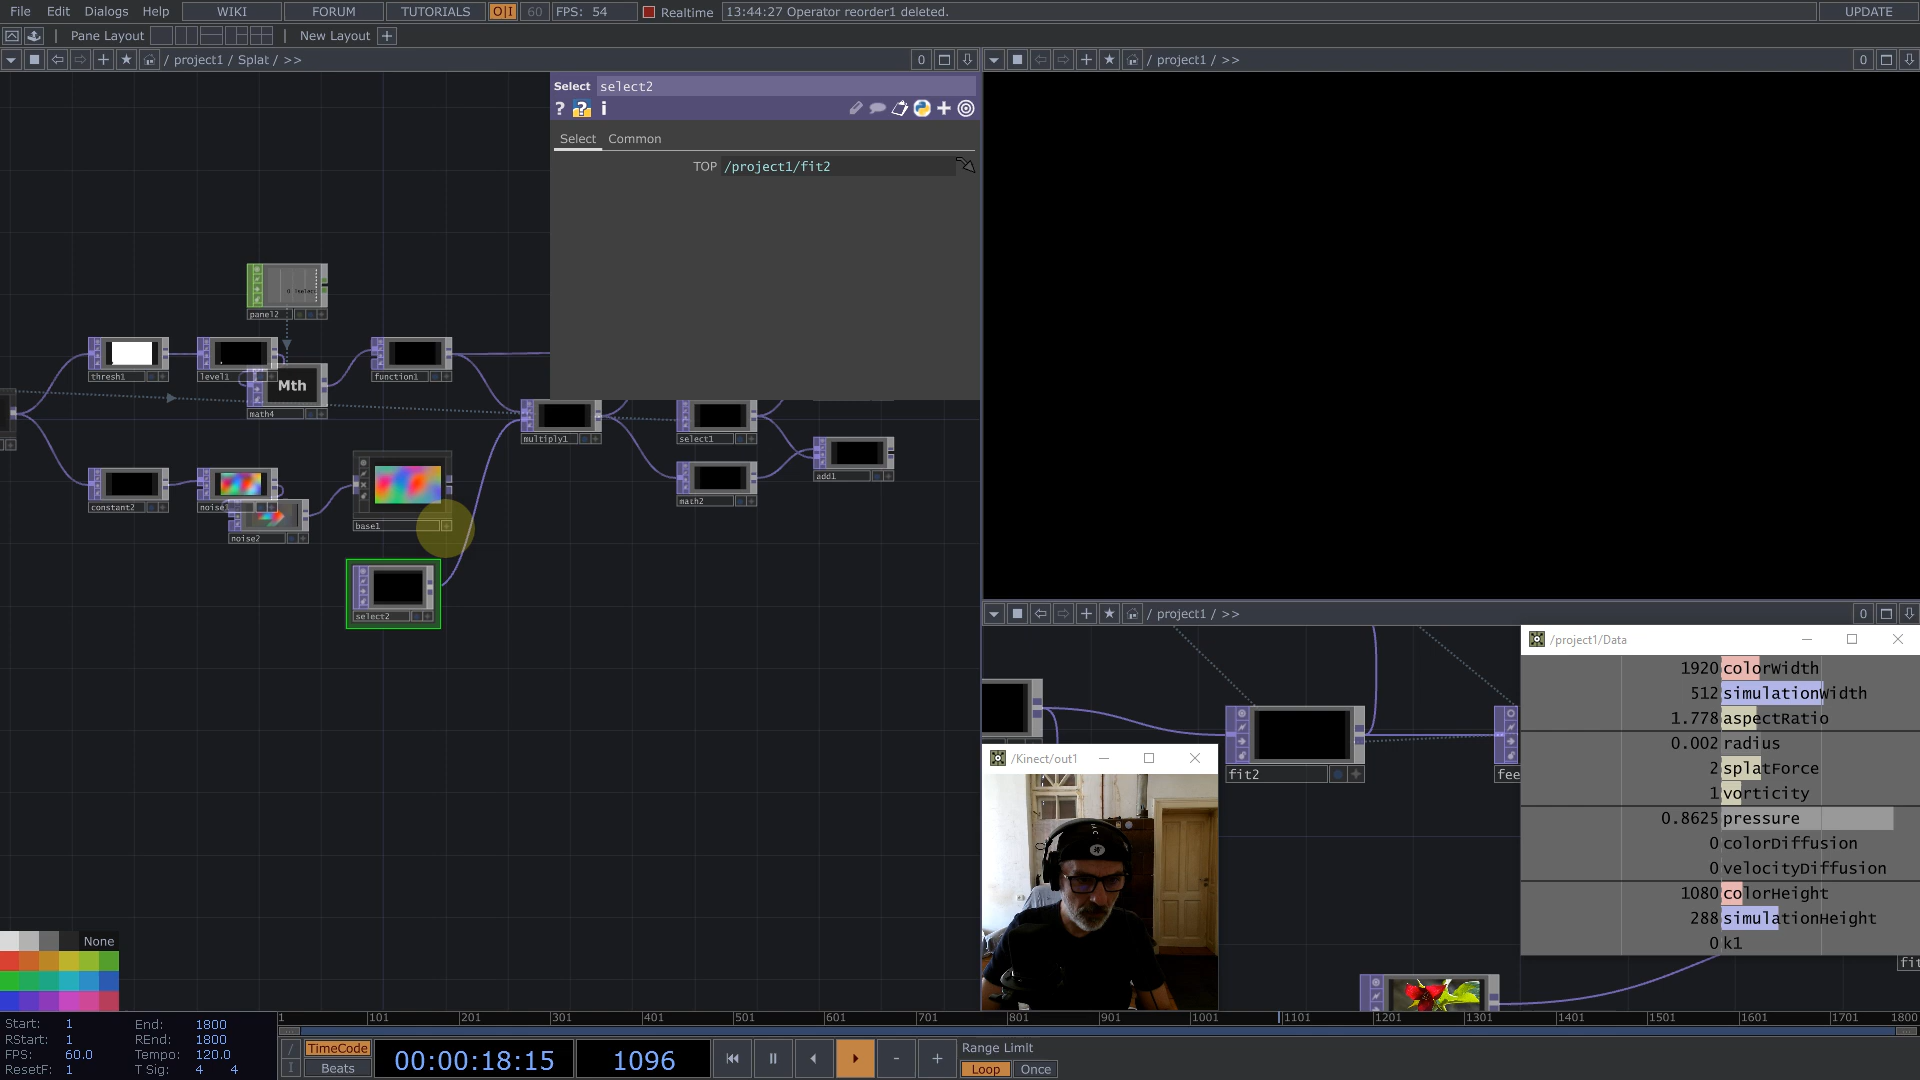 File Edit Dialogs Help WIKI FORUM TUTORIALS O|I 60 FPS: 54 Realtime 13:44:27 Operator reorder1 deleted. UPDATE
Pane Layout New Layout +
/ project1 / Splat / >> 0
/ project1 / >> 0
Select select2
? ? i
Select Common
TOP /project1/fit2
panel2
thresh1
level1
Mth
math4
function1
multiply1
select1
add1
math2
constant2
noise1
noise2
base1
select2
/ project1 / >> 0
/project1/Data
1920 colorWidth
512 simulationWidth
1.778 aspectRatio
0.002 radius
2 splatForce
1 vorticity
0.8625 pressure
0 colorDiffusion
0 velocityDiffusion
1080 colorHeight
288 simulationHeight
0 k1
fit2
fee
fit
/Kinect/out1
None
Start: 1 End: 1800
RStart: 1 REnd: 1800
FPS: 60.0 Tempo: 120.0
ResetF: 1 T Sig: 4 4
1 101 201 301 401 501 601 701 801 901 1001 1101 1201 1301 1401 1501 1601 1701 1800
TimeCode
Beats
00:00:18:15
1096
- +
Range Limit
Loop Once